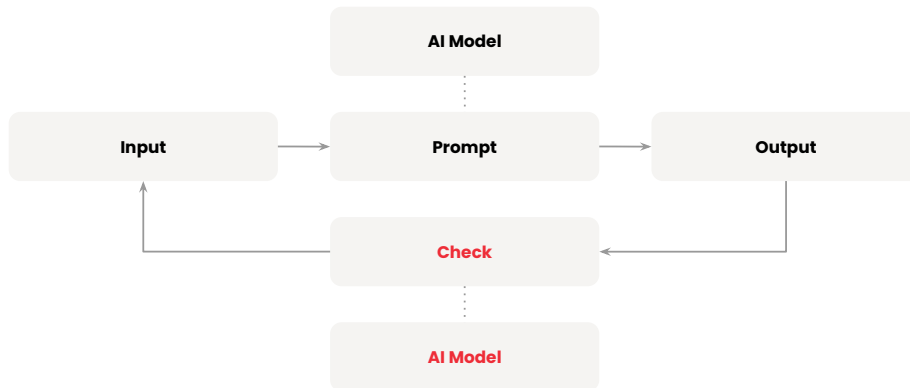 AI Model
Input
Prompt
Output
Check
AI Model